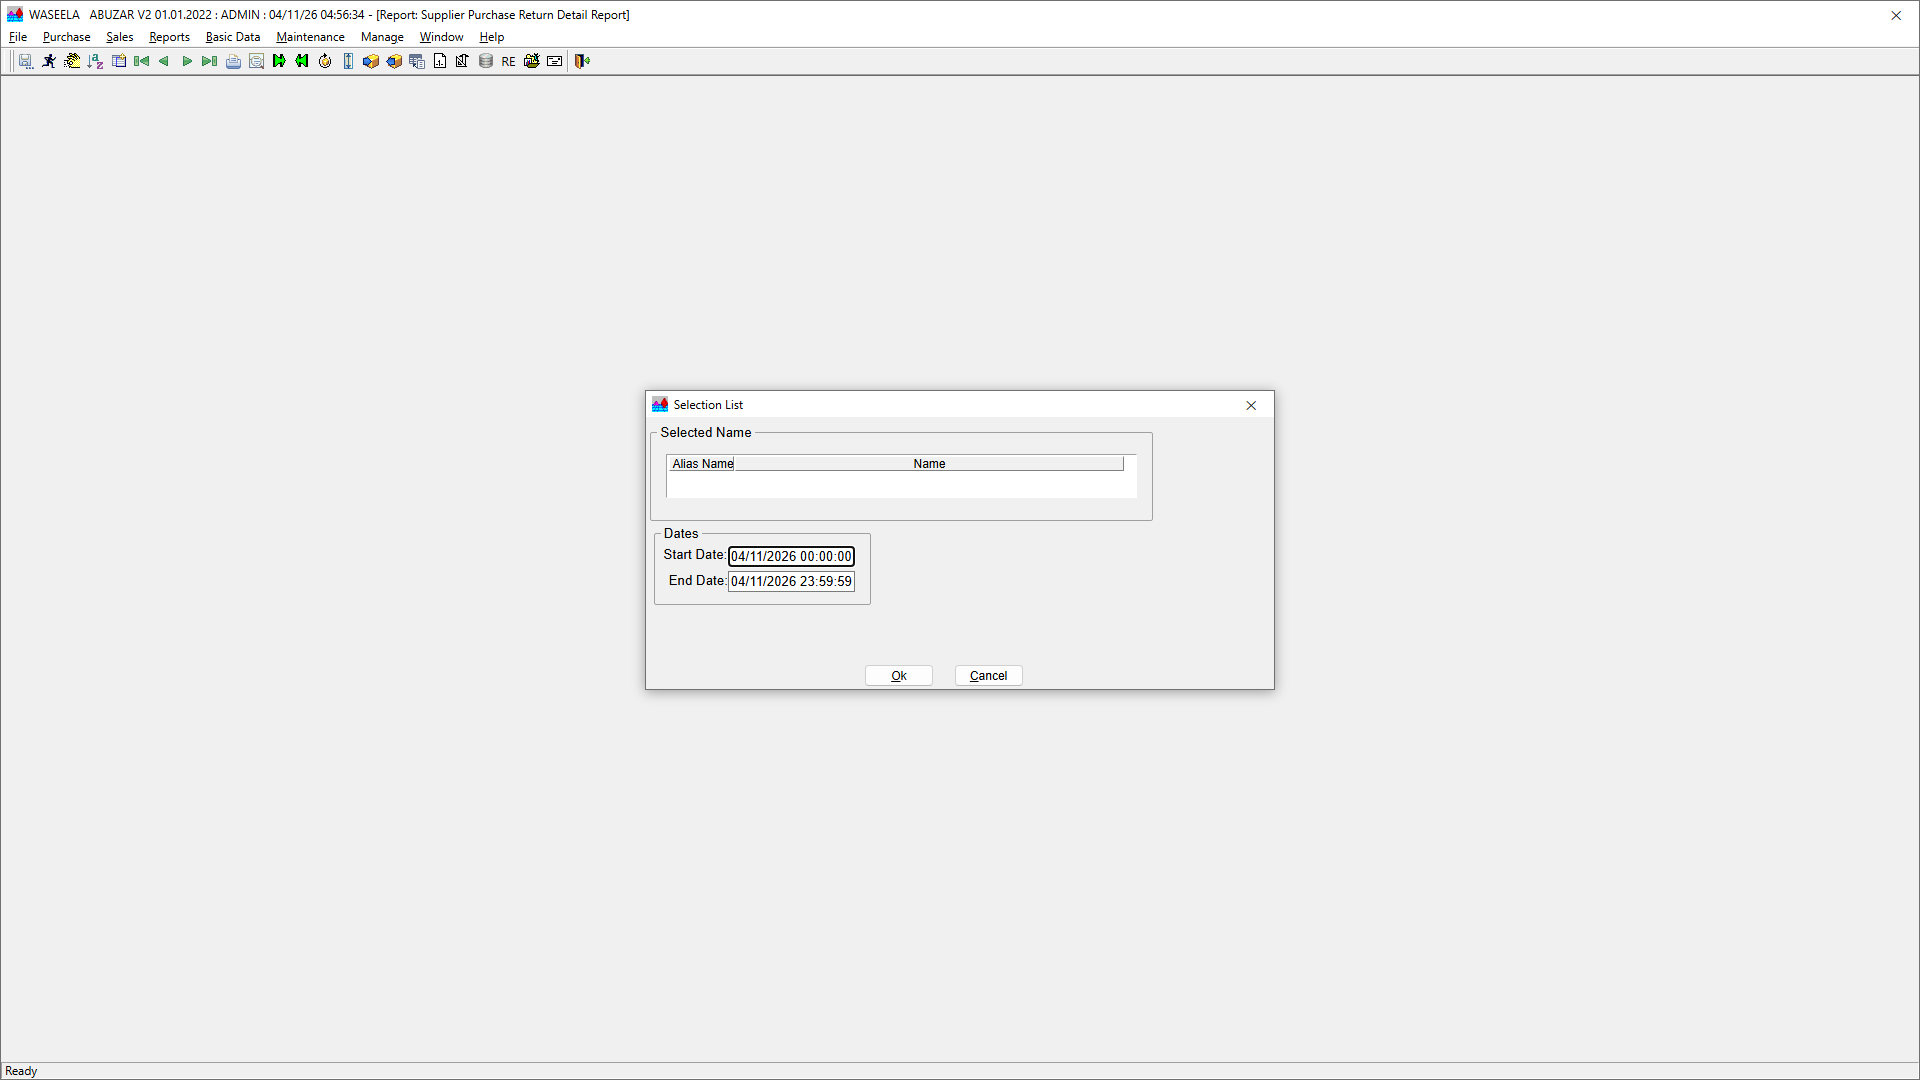 WASEELA   ABUZAR V2 01.01.2022 : ADMIN : 04/11/26 04:56:34 - [Report: Supplier Purchase Return Detail Report]
File Purchase Sales Reports Basic Data Maintenance Manage Window Help
RE
Selection List
Selected Name
Alias Name Name
Dates
Start Date: 04/11/2026 00:00:00
End Date: 04/11/2026 23:59:59
Ok Cancel
Ready